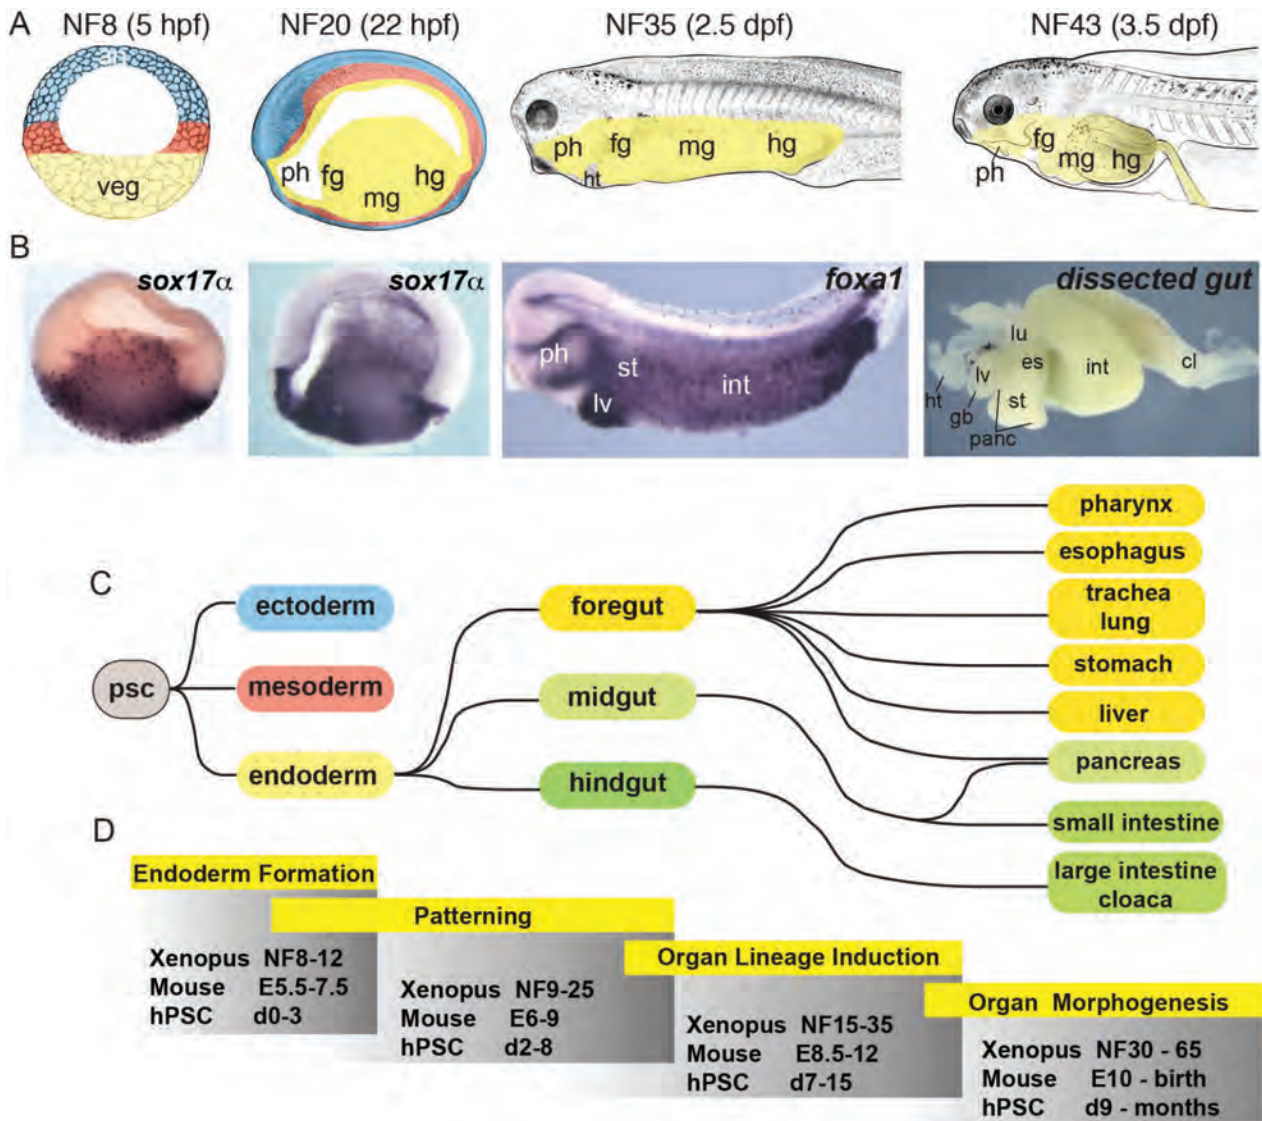 A NF8 (5 hpf) NF20 (22 hpf) NF35 (2.5 dpf) NF43 (3.5 dpf)
an
veg
ph fg mg hg
ph fg mg hg ht
fg mg hg ph
B
sox17α
sox17α
foxa1
ph st int lv
dissected gut
lu
es int cl
ht lv st
gb
panc
C
psc
ectoderm
mesoderm
endoderm
foregut
midgut
hindgut
pharynx
esophagus
trachea
lung
stomach
liver
pancreas
small intestine
large intestine
cloaca
D
Endoderm Formation
Xenopus NF8-12
Mouse E5.5-7.5
hPSC d0-3
Patterning
Xenopus NF9-25
Mouse E6-9
hPSC d2-8
Organ Lineage Induction
Xenopus NF15-35
Mouse E8.5-12
hPSC d7-15
Organ Morphogenesis
Xenopus NF30 - 65
Mouse E10 - birth
hPSC d9 - months